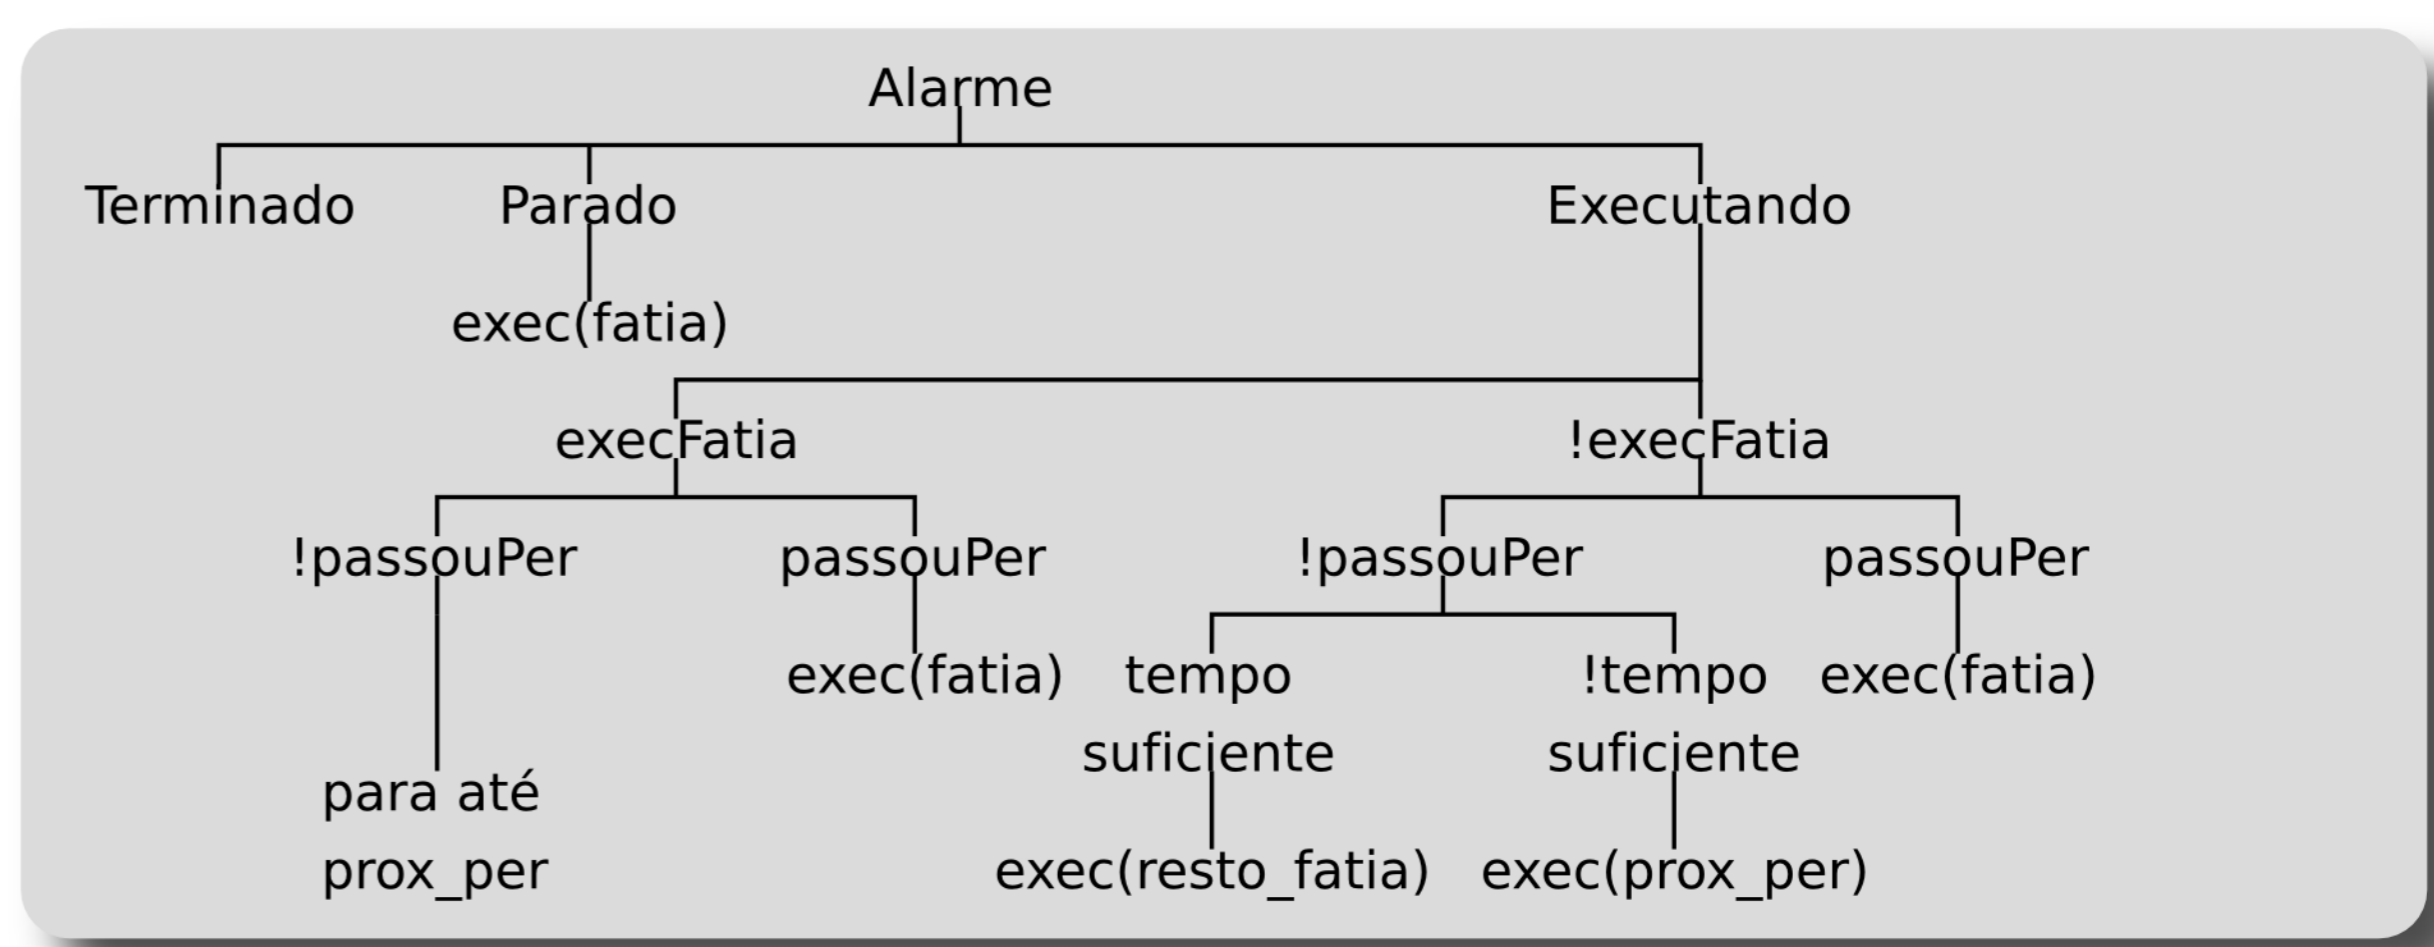 Alarme
Terminado Parado Executando
exec(fatia)
execFatia !execFatia
!passouPer passouPer !passouPer passouPer
exec(fatia) tempo !tempo exec(fatia)
suficiente suficiente
para até
prox_per exec(resto_fatia) exec(prox_per)